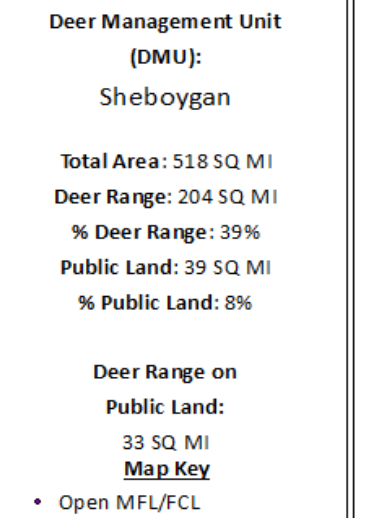 Deer Management Unit
(DMU):
Sheboygan
Total Area: 518 SQ MI
Deer Range: 204 SQ MI
% Deer Range: 39%
Public Land: 39 SQ MI
% Public Land: 8%
Deer Range on
Public Land:
33 SQ MI
Map Key
• Open MFL/FCL